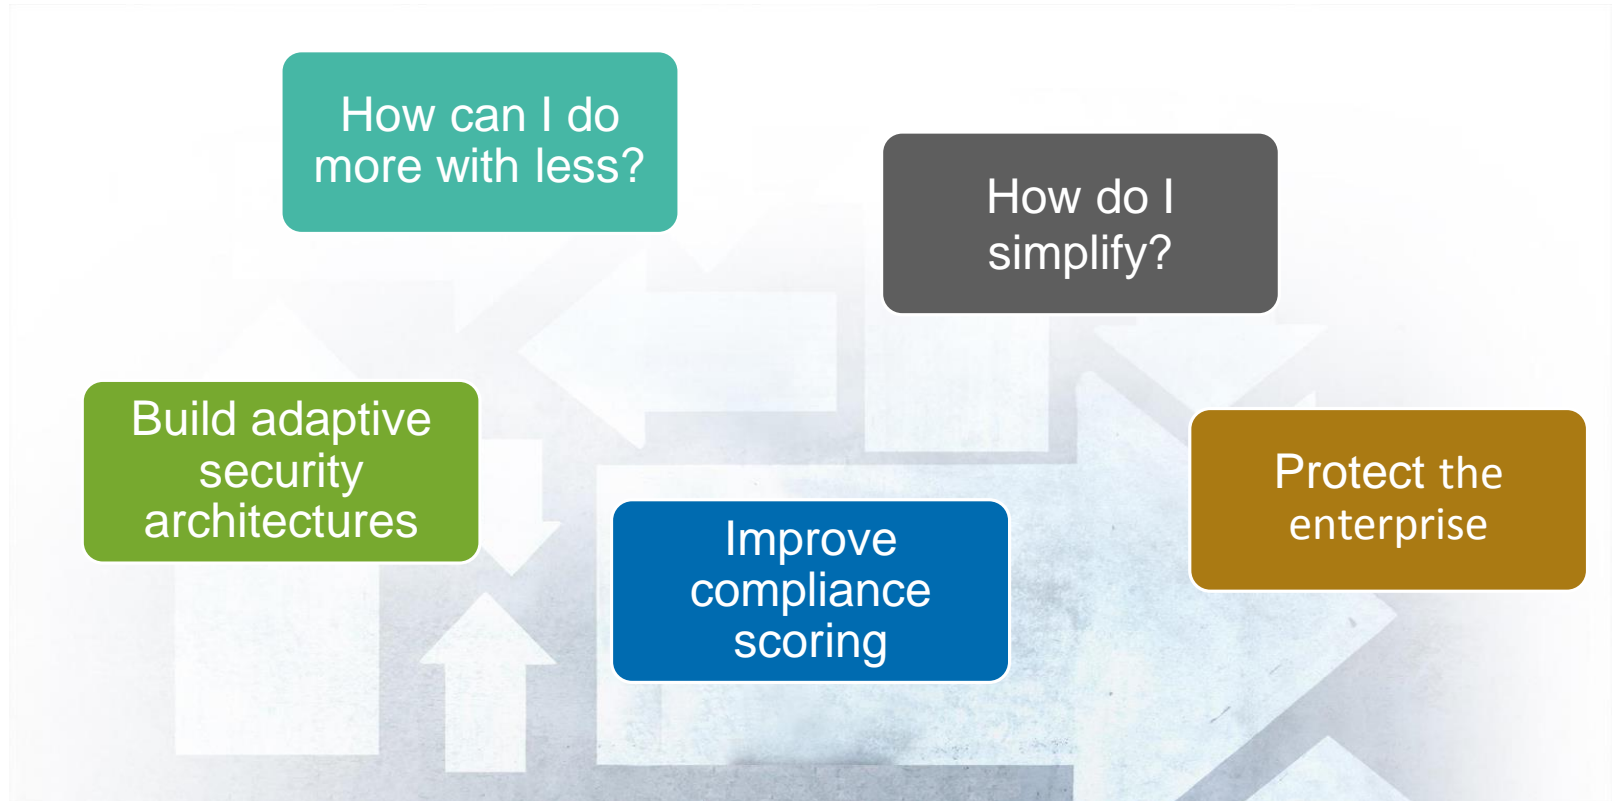 How can I do
more with less?
How do I
simplify?
Build adaptive
security
architectures
Improve
compliance
scoring
Protect the
enterprise